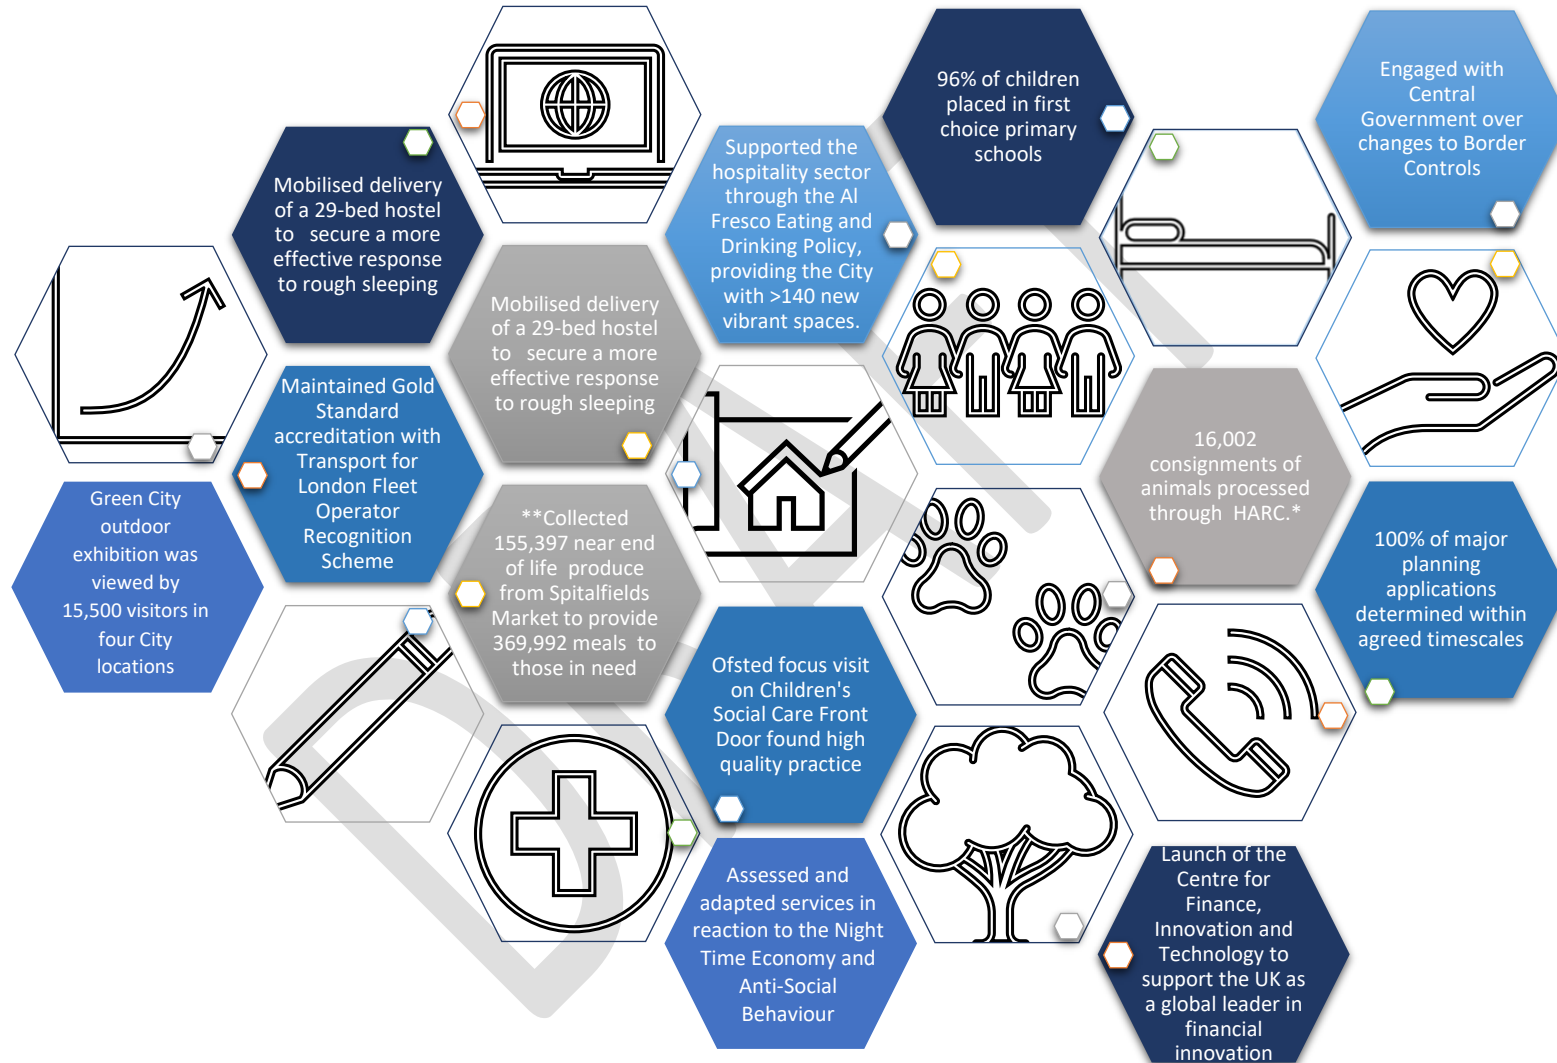 96% of children
placed in first
choice primary
schools
Engaged with
Central
Government over
changes to Border
Controls
Mobilised delivery
of a 29-bed hostel
to secure a more
effective response
to rough sleeping
Supported the
hospitality sector
through the Al
Fresco Eating and
Drinking Policy,
providing the City
with >140 new
vibrant spaces.
Mobilised delivery
of a 29-bed hostel
to secure a more
effective response
to rough sleeping
Maintained Gold
Standard
accreditation with
Transport for
London Fleet
Operator
Recognition
Scheme
16,002
consignments of
animals processed
through HARC.*
Green City
outdoor
exhibition was
viewed by
15,500 visitors in
four City
locations
**Collected
155,397 near end
of life produce
from Spitalfields
Market to provide
369,992 meals to
those in need
100% of major
planning
applications
determined within
agreed timescales
Ofsted focus visit
on Children's
Social Care Front
Door found high
quality practice
Assessed and
adapted services in
reaction to the Night
Time Economy and
Anti-Social
Behaviour
Launch of the
Centre for
Finance,
Innovation and
Technology to
support the UK as
a global leader in
financial
innovation
DRAFT